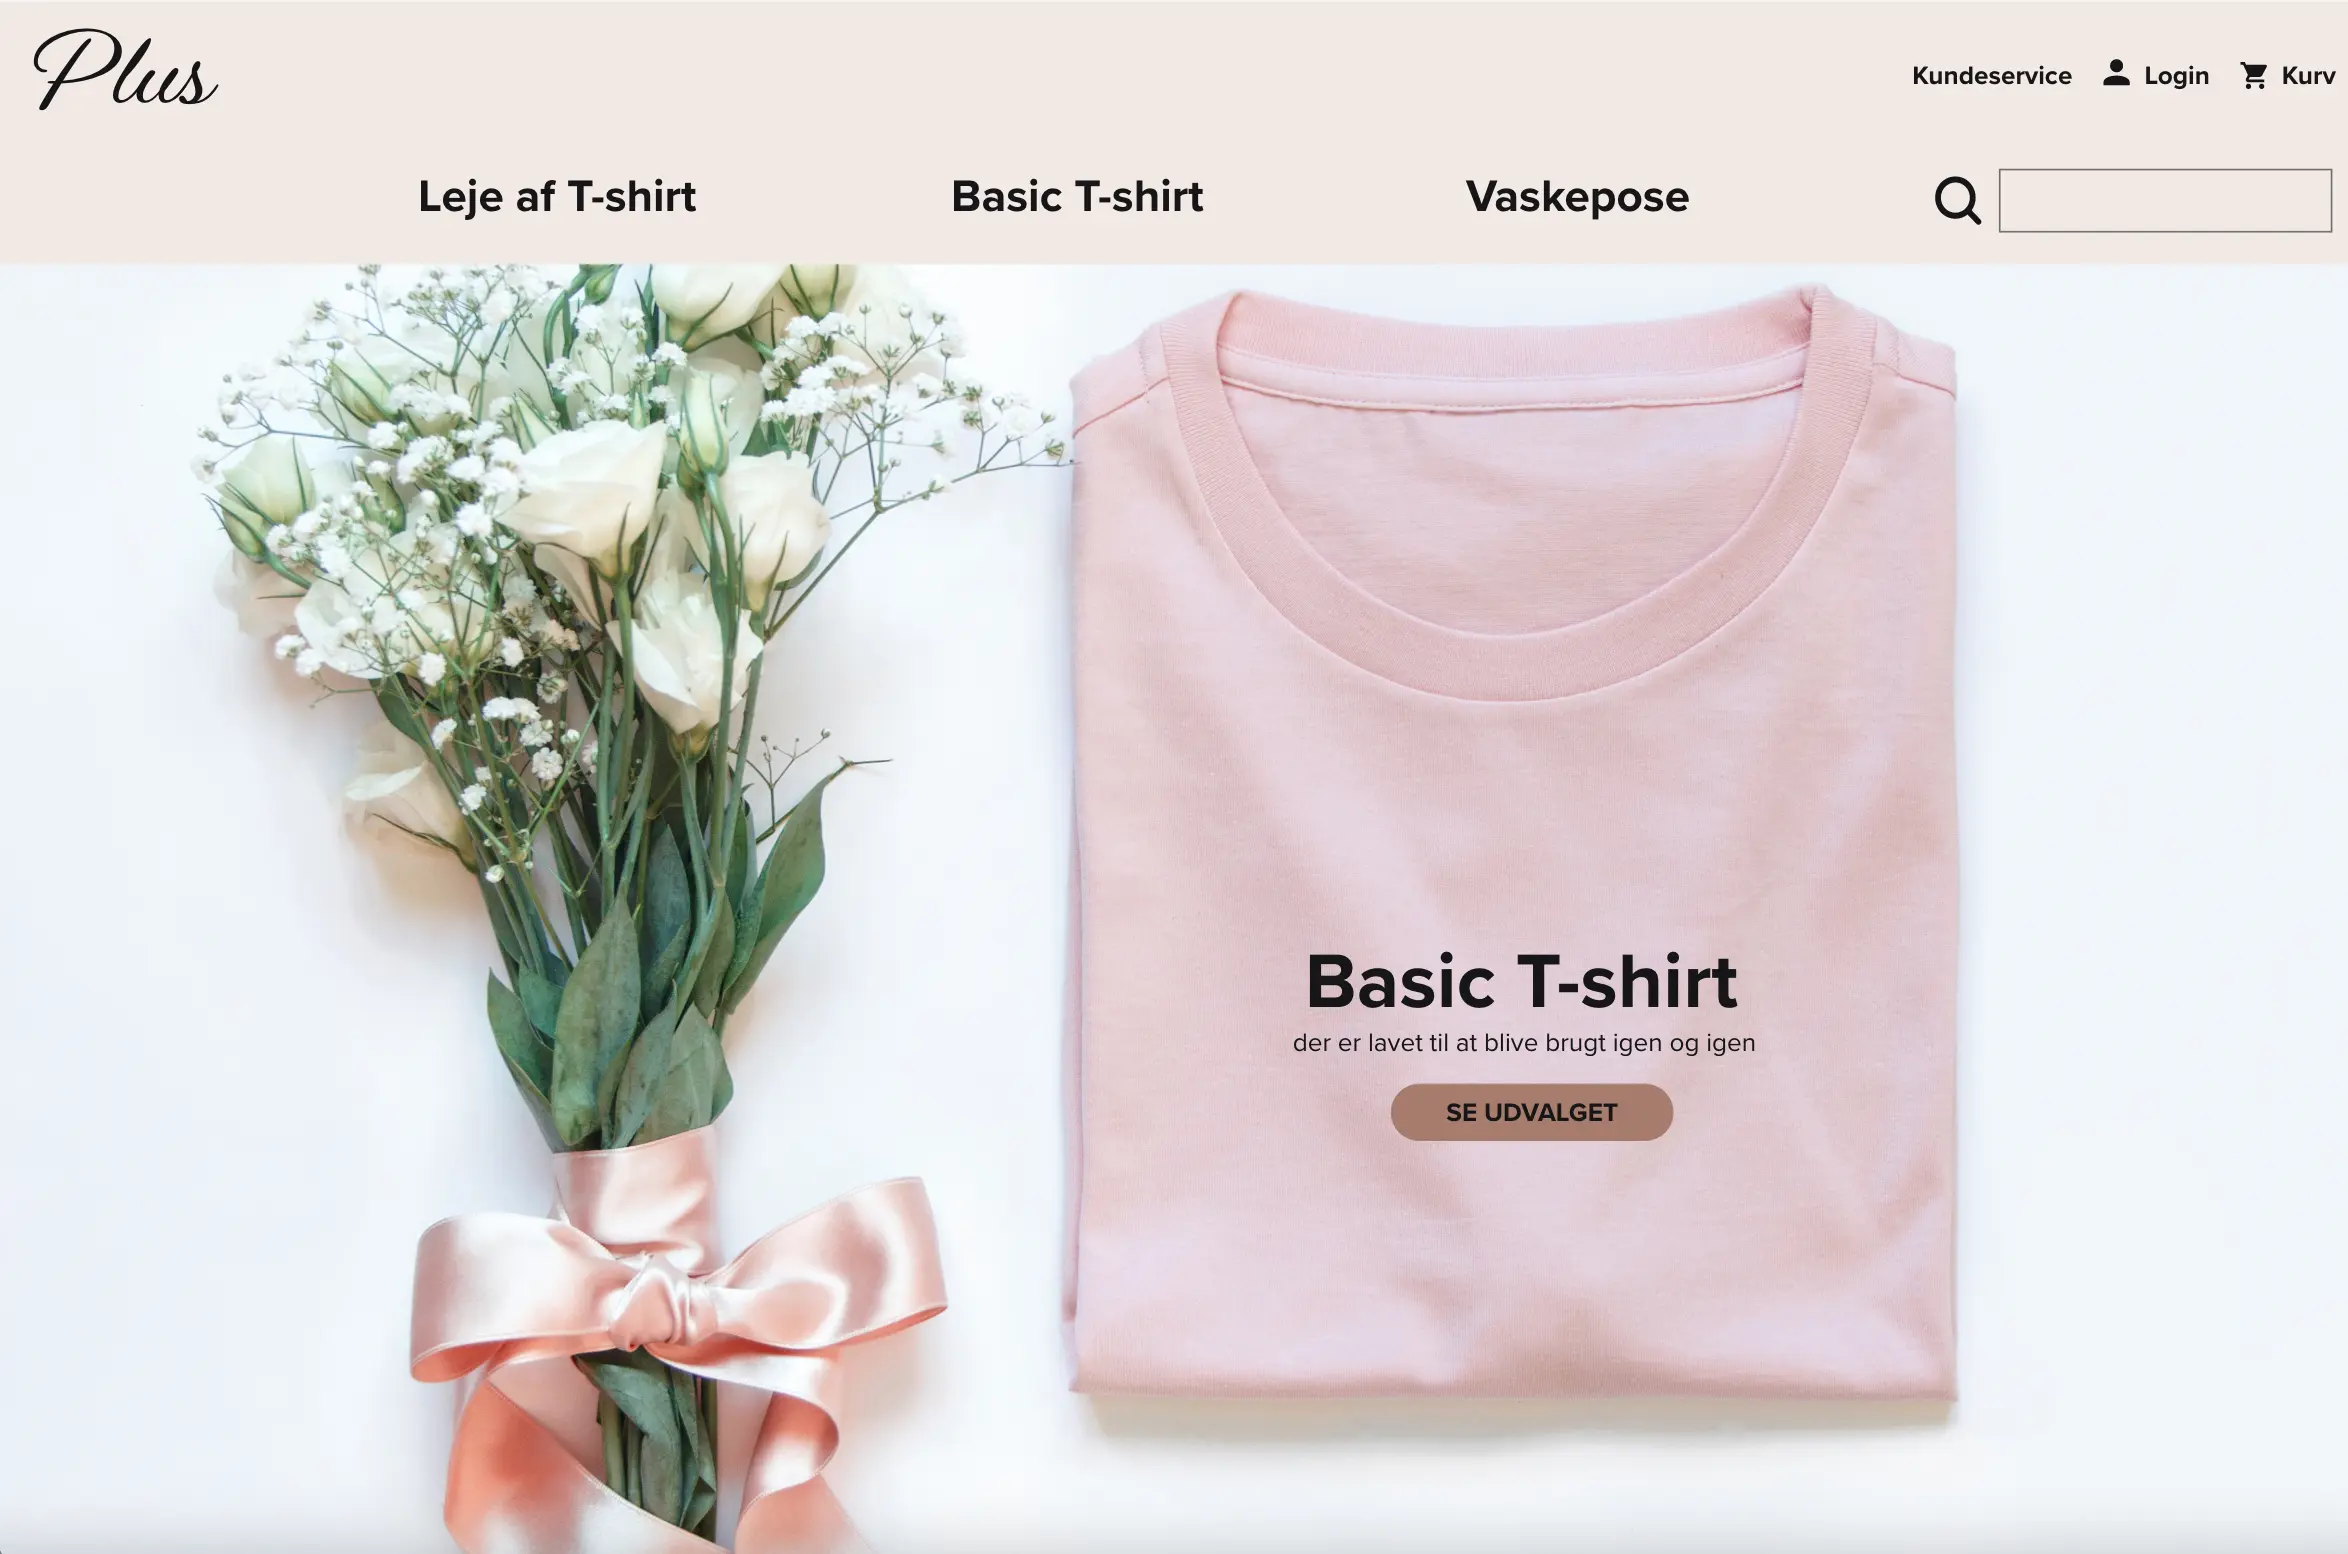 Plus
Kundeservice Login Kurv
Leje af T-shirt Basic T-shirt Vaskepose
Basic T-shirt
der er lavet til at blive brugt igen og igen
SE UDVALGET